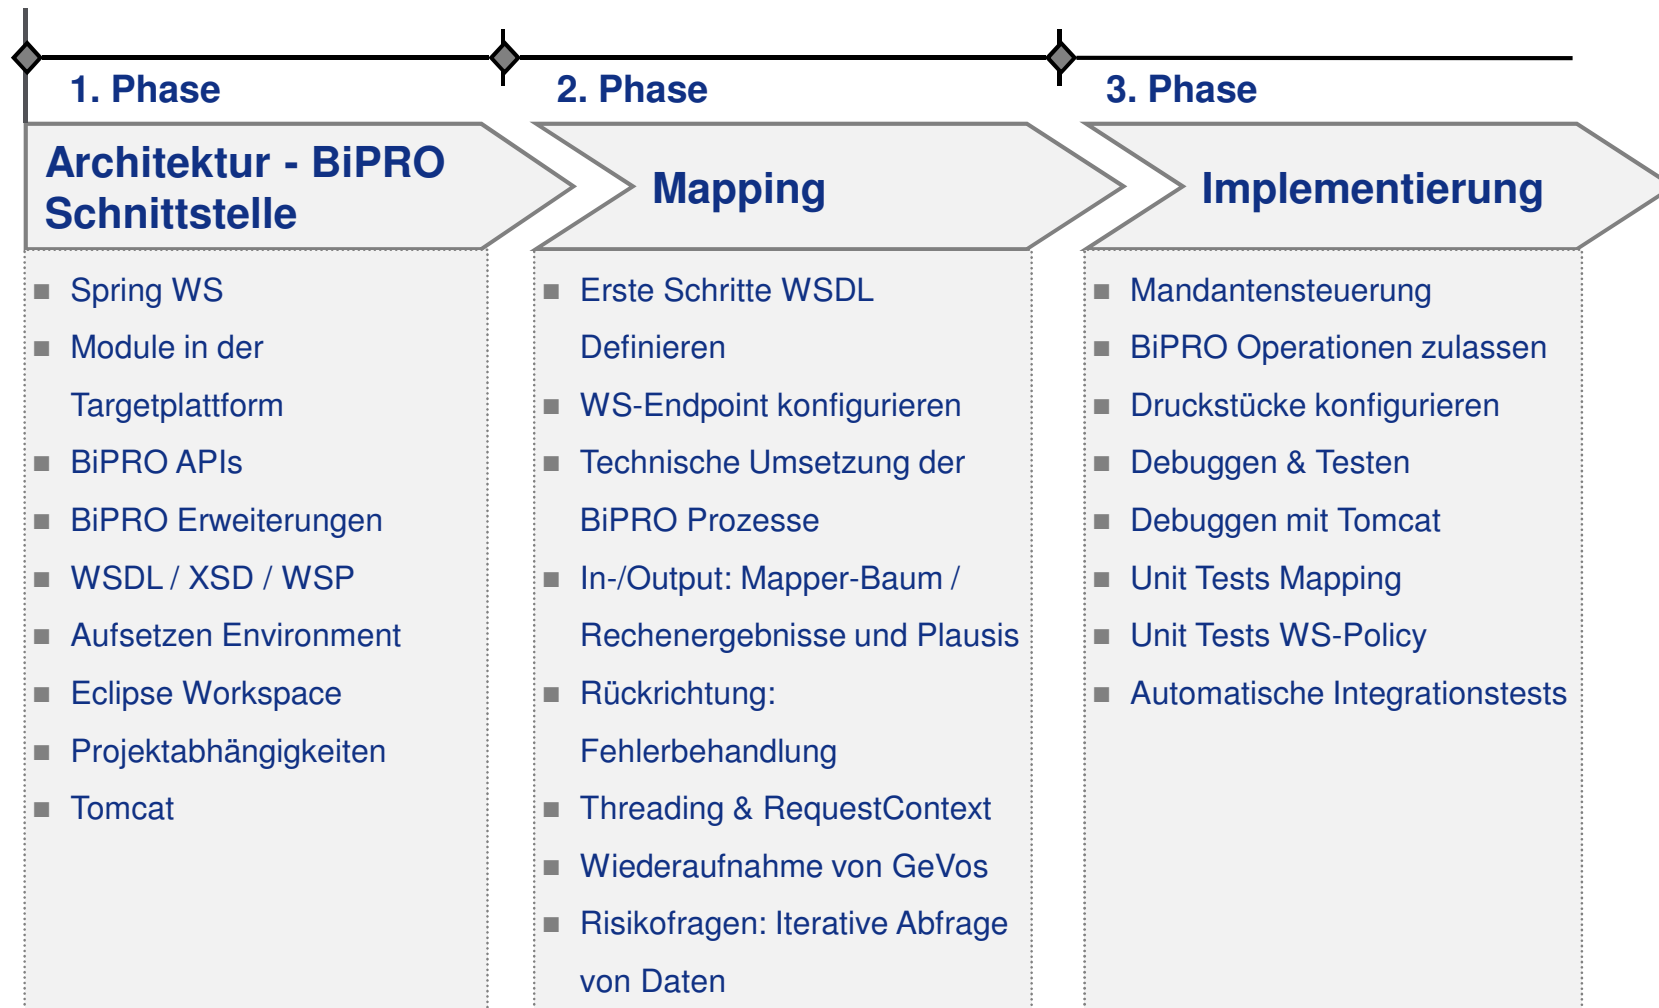 1. Phase
Architektur - BiPRO
Schnittstelle
Spring WS
Module in der
Targetplattform
BiPRO APIs
BiPRO Erweiterungen
WSDL / XSD / WSP
Aufsetzen Environment
Eclipse Workspace
Projektabhängigkeiten
Tomcat
2. Phase
Mapping
Erste Schritte WSDL
Definieren
WS-Endpoint konfigurieren
Technische Umsetzung der
BiPRO Prozesse
In-/Output: Mapper-Baum /
Rechenergebnisse und Plausis
Rückrichtung:
Fehlerbehandlung
Threading & RequestContext
Wiederaufnahme von GeVos
Risikofragen: Iterative Abfrage
von Daten
3. Phase
Implementierung
Mandantensteuerung
BiPRO Operationen zulassen
Druckstücke konfigurieren
Debuggen & Testen
Debuggen mit Tomcat
Unit Tests Mapping
Unit Tests WS-Policy
Automatische Integrationstests